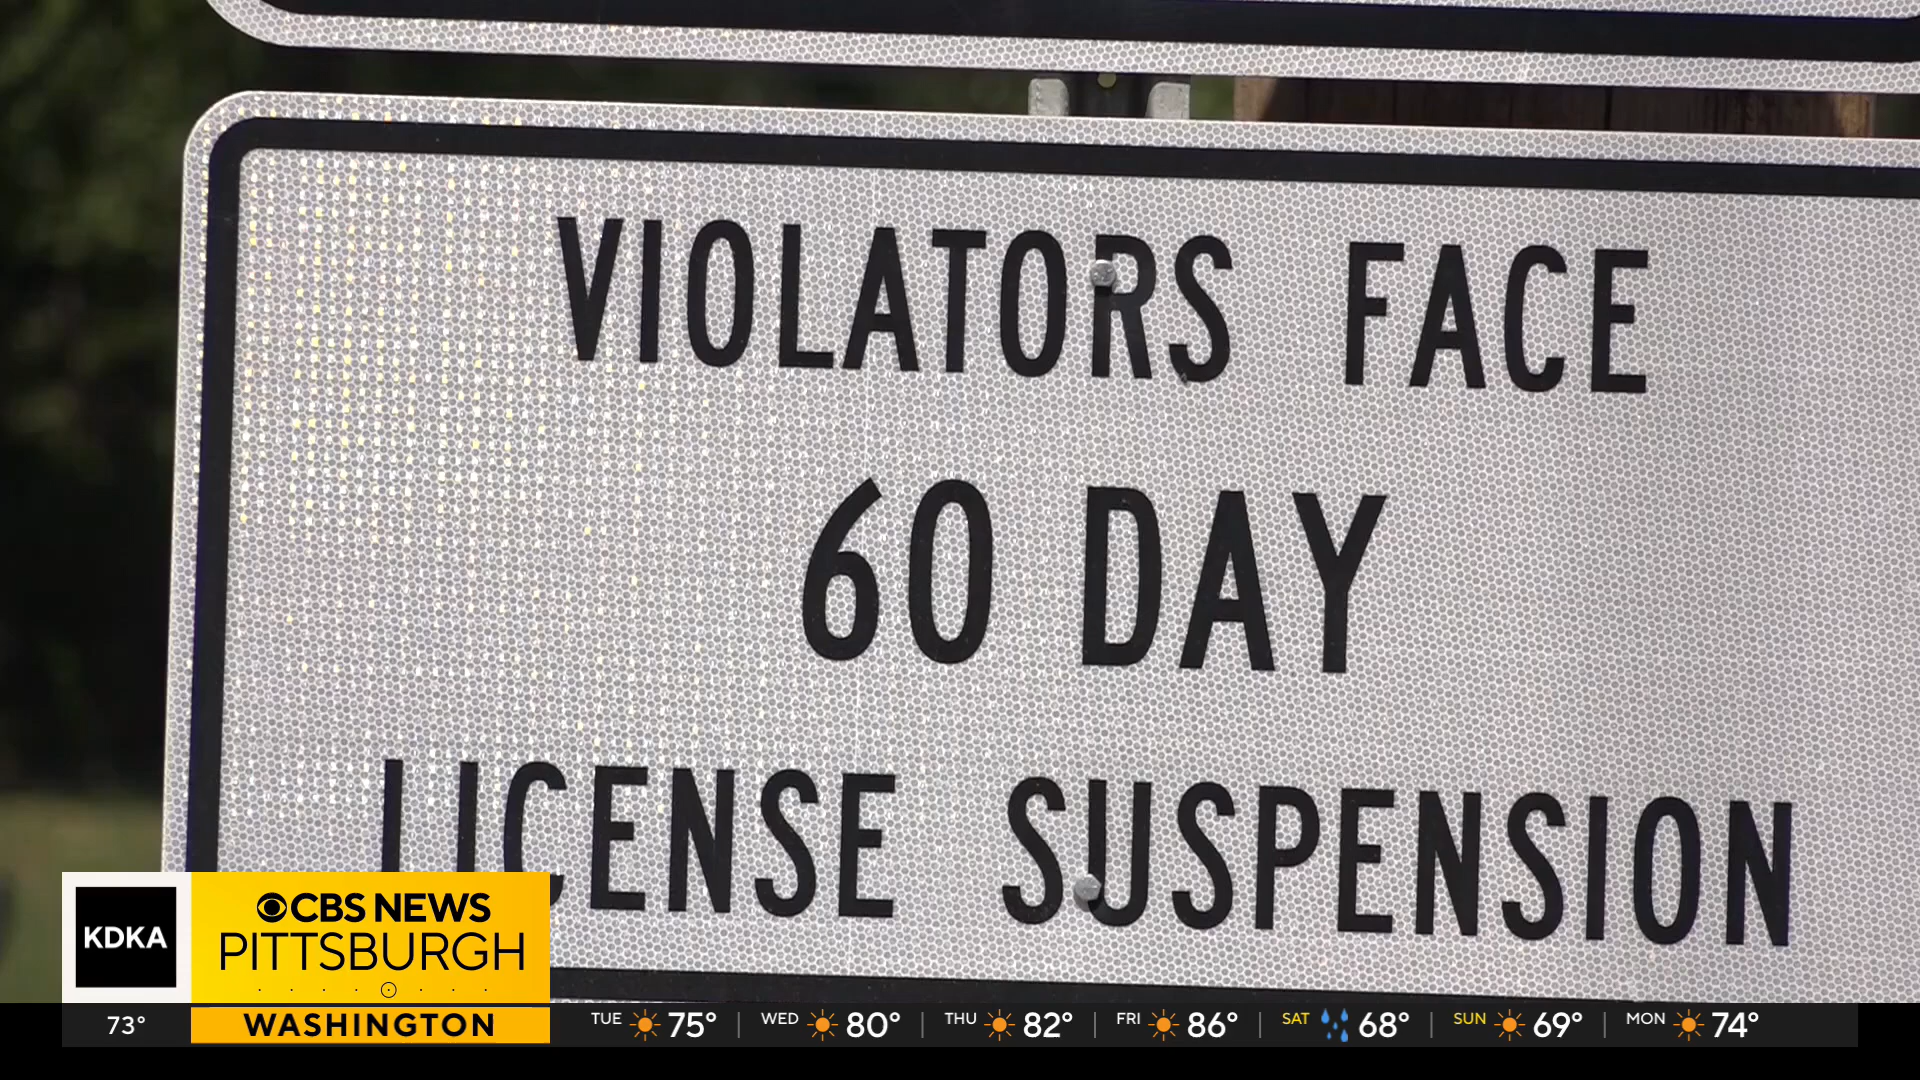 VIOLATORS FACE
60 DAY
LICENSE SUSPENSION
KDKA
CBS NEWS
PITTSBURGH
73°
WASHINGTON
TUE 75° | WED 80° | THU 82° | FRI 86° | SAT 68° | SUN 69° | MON 74°